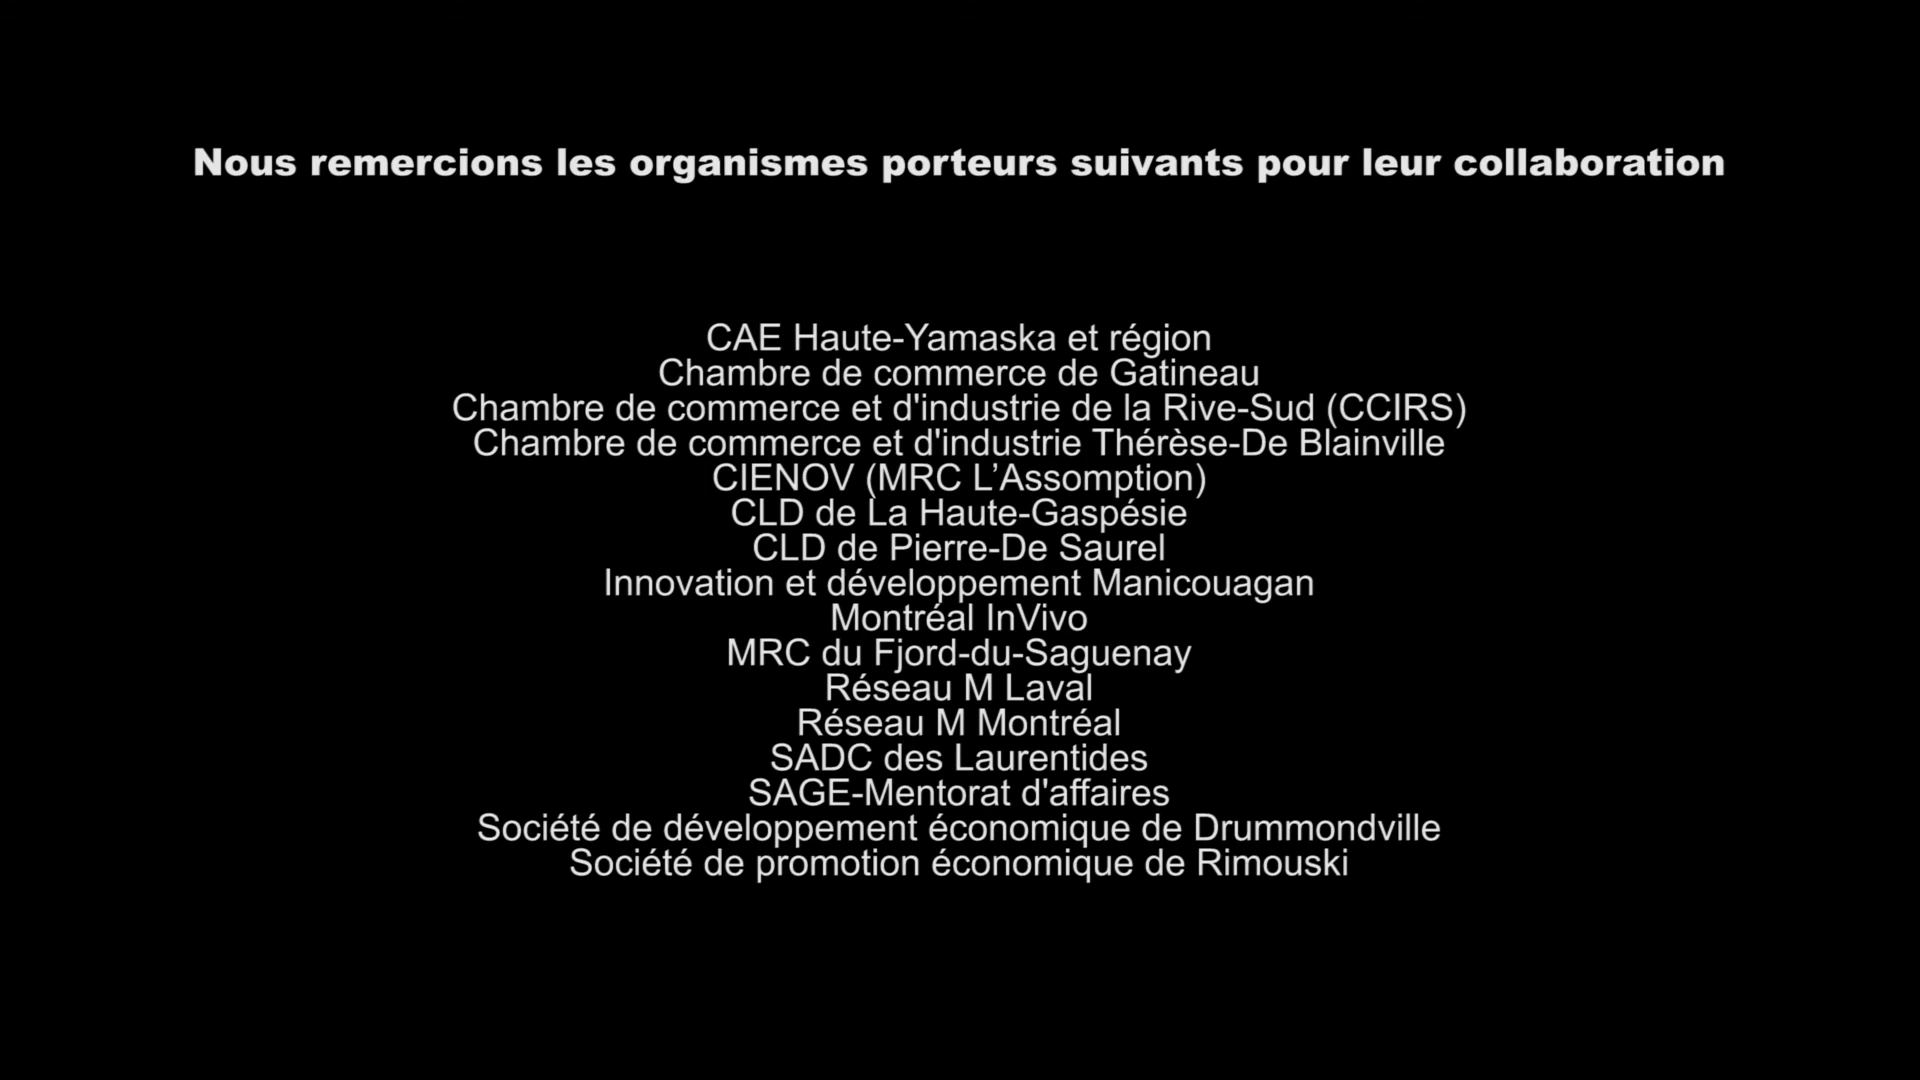 Nous remercions les organismes porteurs suivants pour leur collaboration
CAE Haute-Yamaska et région
Chambre de commerce de Gatineau
Chambre de commerce et d'industrie de la Rive-Sud (CCIRS)
Chambre de commerce et d'industrie Thérèse-De Blainville
CIENOV (MRC L’Assomption)
CLD de La Haute-Gaspésie
CLD de Pierre-De Saurel
Innovation et développement Manicouagan
Montréal InVivo
MRC du Fjord-du-Saguenay
Réseau M Laval
Réseau M Montréal
SADC des Laurentides
SAGE-Mentorat d'affaires
Société de développement économique de Drummondville
Société de promotion économique de Rimouski